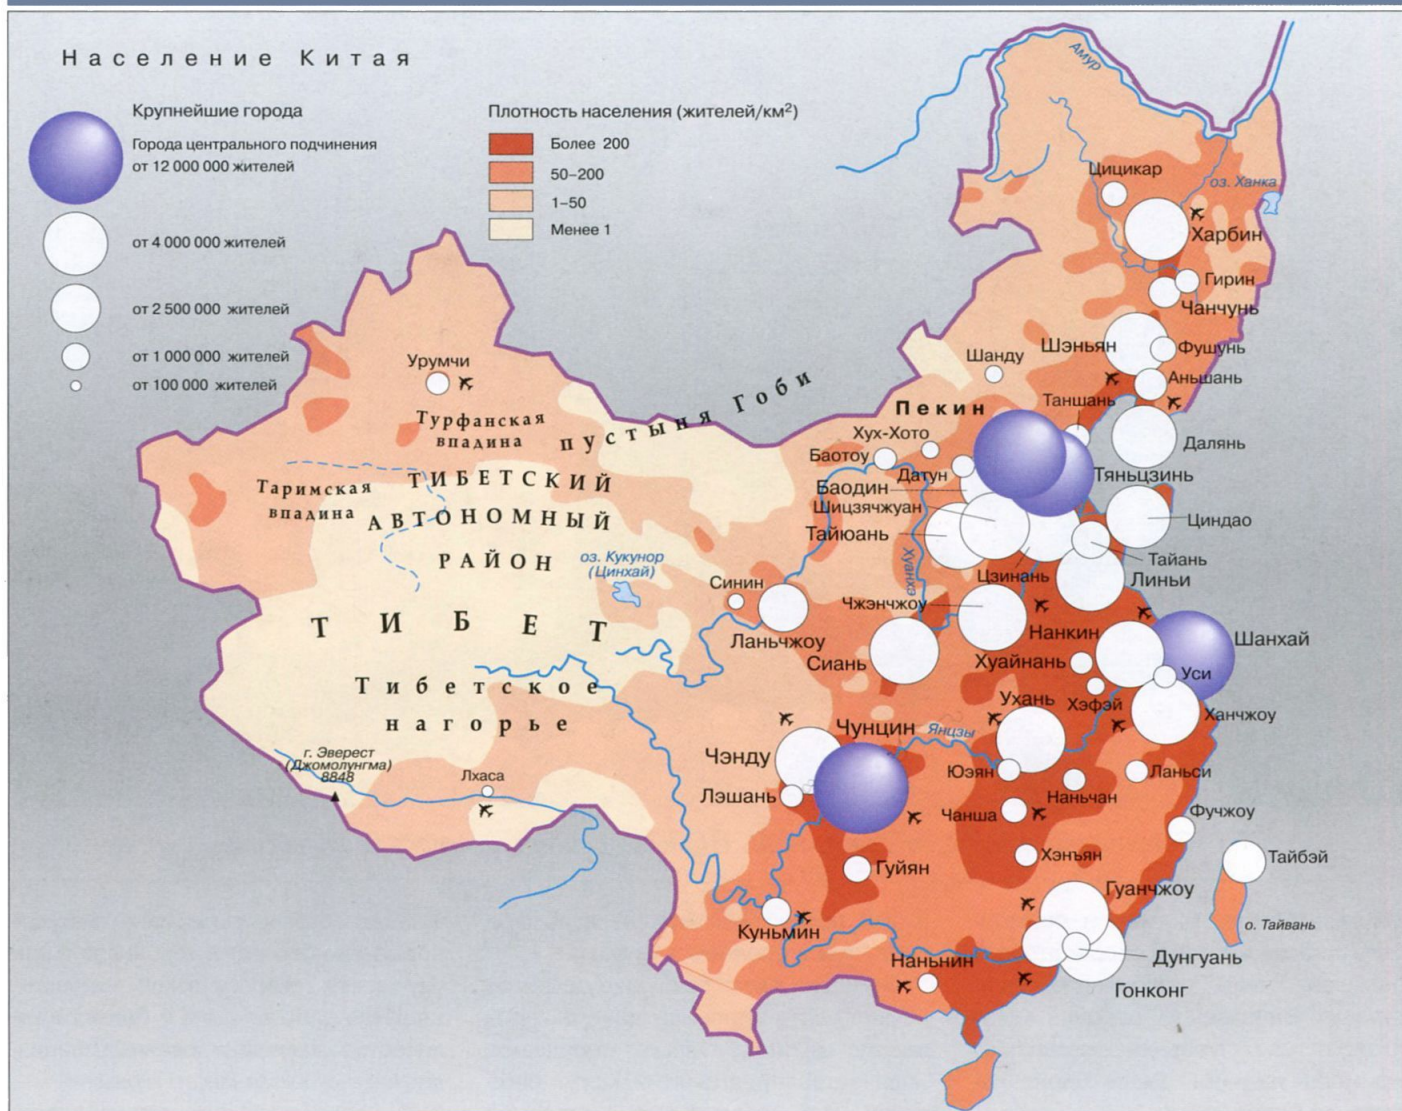 Население Китая
Крупнейшие города
Города центрального подчинения
от 12 000 000 жителей
от 4 000 000 жителей
от 2 500 000 жителей
от 1 000 000 жителей
от 100 000 жителей
Плотность населения (жителей/км²)
Более 200
50–200
1–50
Менее 1
Амур
Цицикар
оз. Ханка
Харбин
Гирин
Чанчунь
Шэньян
Фушунь
Шанду
Аньшань
Урумчи
Таншань
Пекин
Турфанская
впадина
пустыня Гоби
Хух-Хото
Далянь
Баотоу
Датун
Тяньцзинь
Таримская
впадина
ТИБЕТСКИЙ
АВТОНОМНЫЙ
РАЙОН
Баодин
Шицзячжуан
Тайюань
Циндао
оз. Кукунор
(Цинхай)
Хуанхэ
Цзинань
Тайань
Линьи
Синин
Чжэнчжоу
ТИБЕТ
Ланьчжоу
Нанкин
Шанхай
Сиань
Хуайнань
Уси
Тибетское
нагорье
Ухань
Хэфэй
Ханчжоу
Чунцин
Янцзы
г. Эверест
(Джомолунгма)
8848
Чэнду
Лхаса
Юэян
Ланьси
Лэшань
Наньчан
Чанша
Фучжоу
Хэнъян
Тайбэй
Гуйян
Гуанчжоу
о. Тайвань
Куньмин
Наньнин
Дунгуань
Гонконг